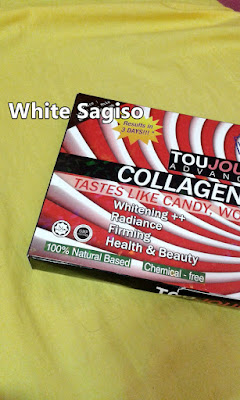 White Sagiso
Results in
3 DAYS!!!
TOUJOU
ADVANC
COLLAGEN
TASTES LIKE CANDY, WO
Whitening ++
Radiance
Firming
Health & Beauty
100% Natural Based
Chemical - free
TOUJOU